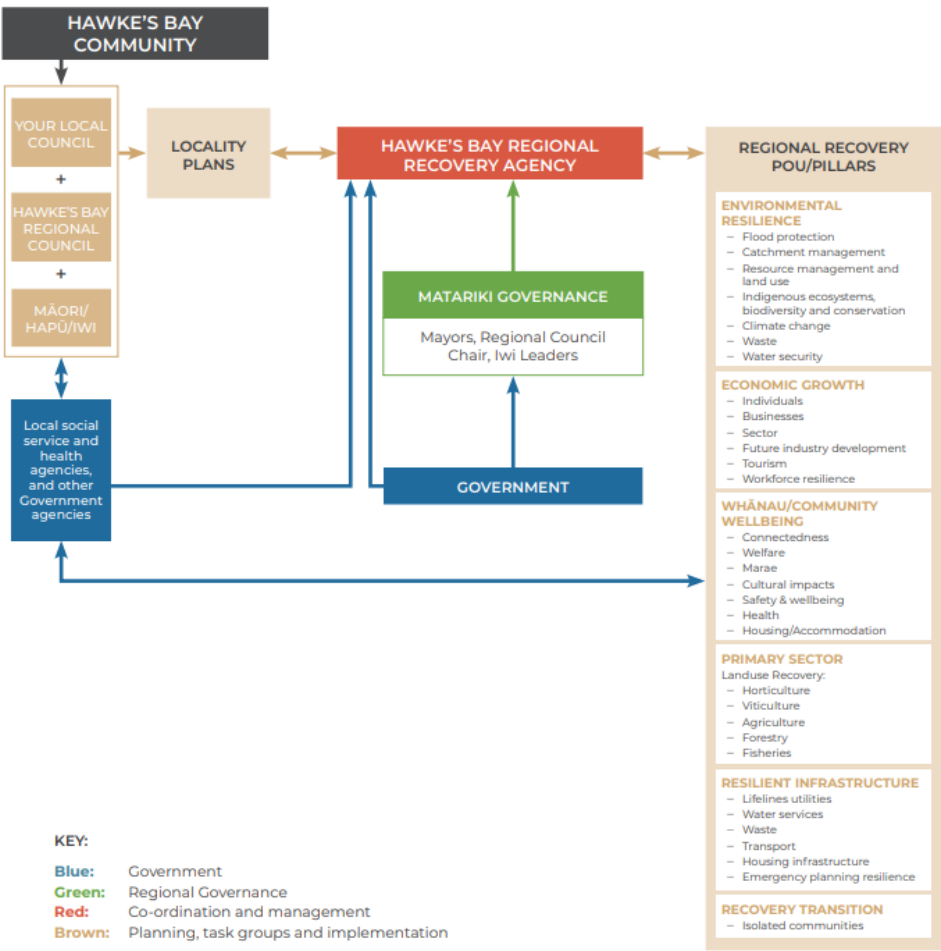 HAWKE'S BAY
COMMUNITY
YOUR LOCAL
COUNCIL
+
HAWKE'S BAY
REGIONAL
COUNCIL
+
MĀORI/
HAPŪ/IWI
Local social
service and
health
agencies,
and other
Government
agencies
LOCALITY
PLANS
HAWKE'S BAY REGIONAL
RECOVERY AGENCY
MATARIKI GOVERNANCE
Mayors, Regional Council
Chair, Iwi Leaders
GOVERNMENT
REGIONAL RECOVERY
POU/PILLARS
ENVIRONMENTAL
RESILIENCE
– Flood protection
– Catchment management
– Resource management and
land use
– Indigenous ecosystems,
biodiversity and conservation
– Climate change
– Waste
– Water security
ECONOMIC GROWTH
– Individuals
– Businesses
– Sector
– Future industry development
– Tourism
– Workforce resilience
WHĀNAU/COMMUNITY
WELLBEING
– Connectedness
– Welfare
– Marae
– Cultural impacts
– Safety & wellbeing
– Health
– Housing/Accommodation
PRIMARY SECTOR
Landuse Recovery:
– Horticulture
– Viticulture
– Agriculture
– Forestry
– Fisheries
RESILIENT INFRASTRUCTURE
– Lifelines utilities
– Water services
– Waste
– Transport
– Housing infrastructure
– Emergency planning resilience
RECOVERY TRANSITION
– Isolated communities
KEY:
Blue: Government
Green: Regional Governance
Red: Co-ordination and management
Brown: Planning, task groups and implementation